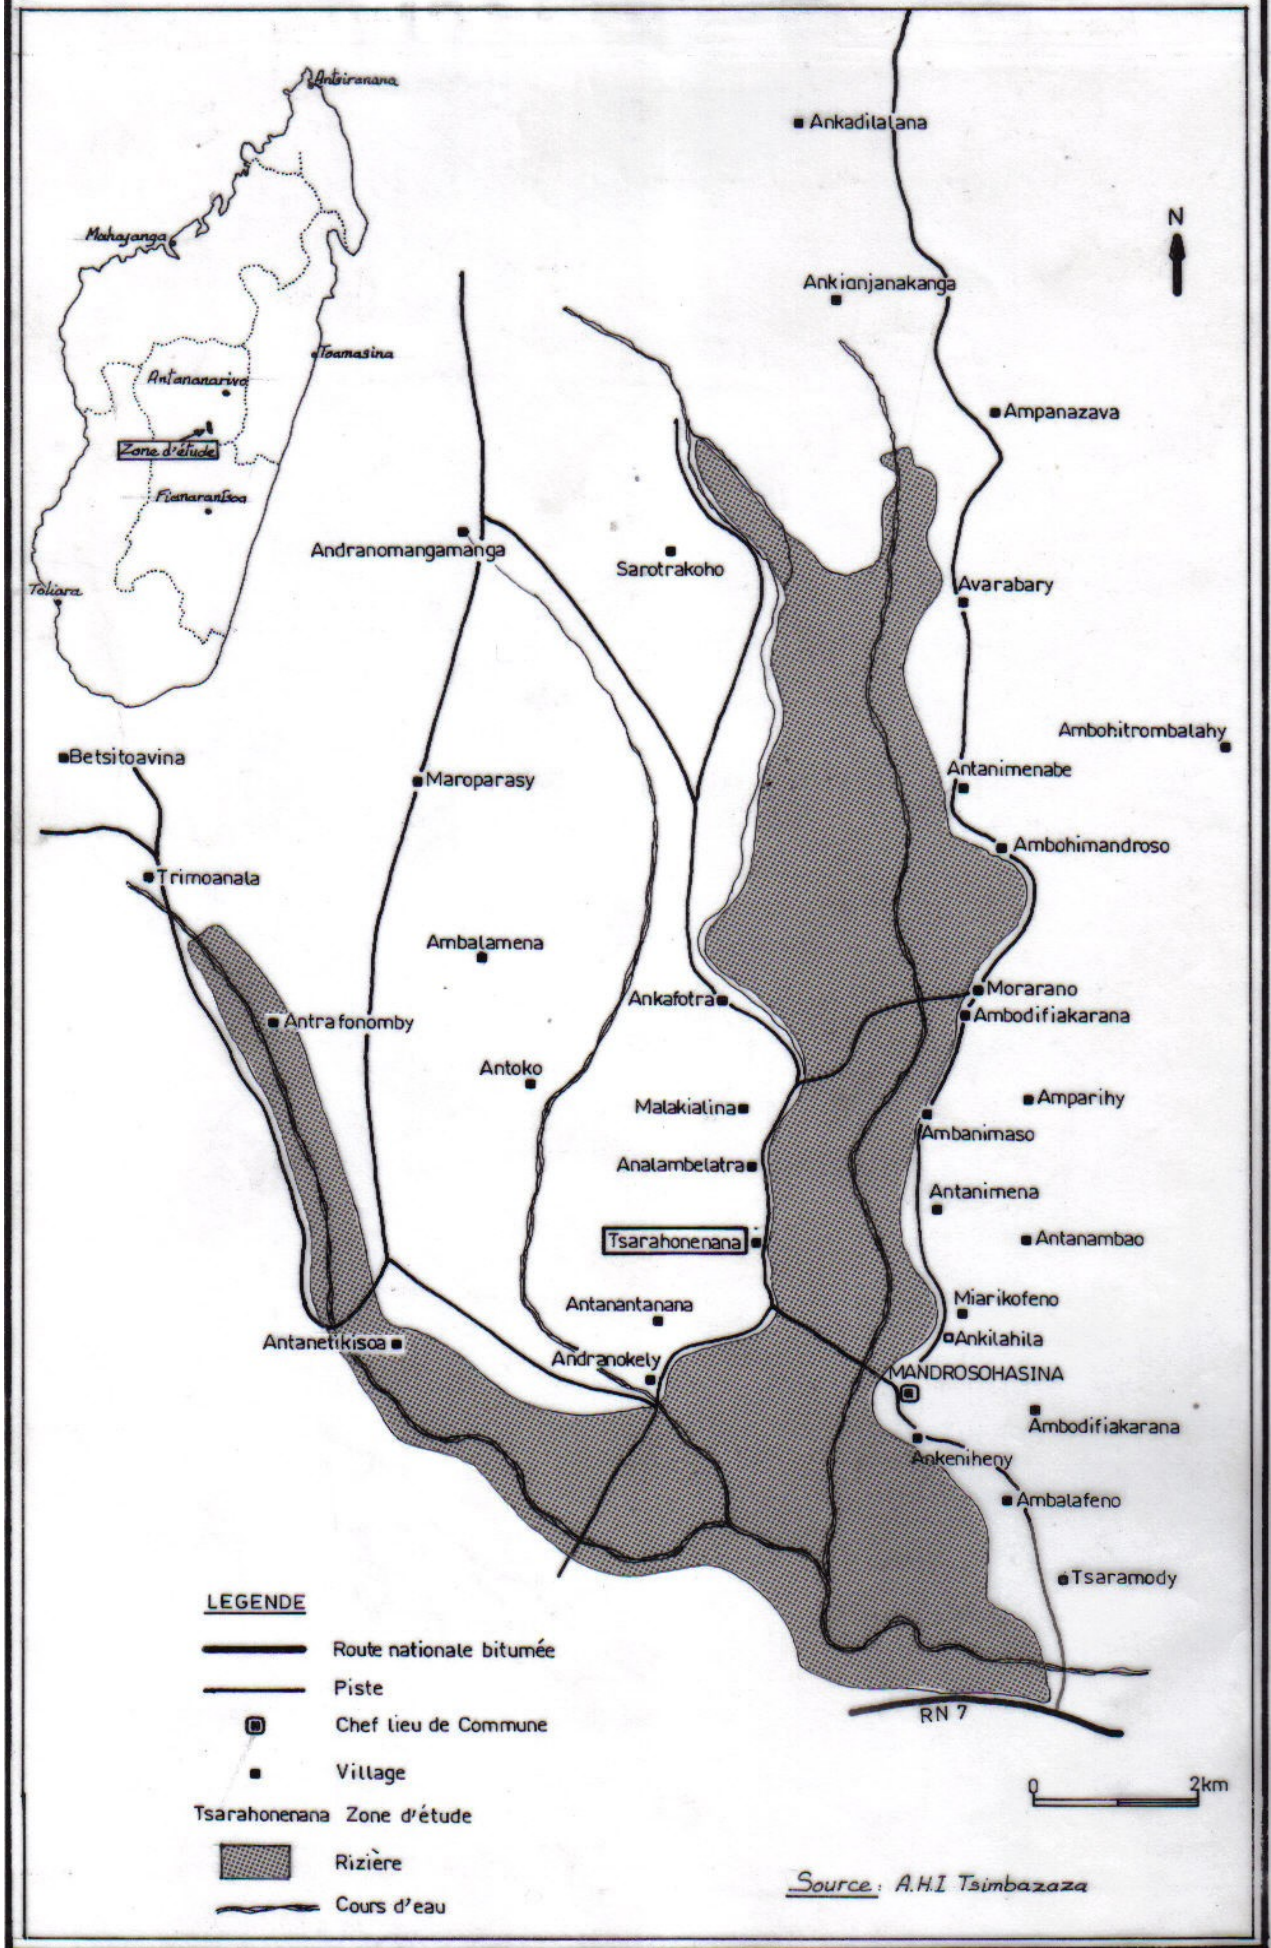 Antsiranana
Ankadilalana
N
Mahajanga
Ankianjanakanga
Toamasina
Antananarivo
Ampanazava
Zone d'étude
Fianarantsoa
Andranomangamanga
Sarotrakoho
Avarabary
Toliara
Ambohitrombalahy
Betsitoavina
Antanimenabe
Maroparasy
Ambohimandroso
Trimoanala
Ambalamena
Ankafotra
Morarano
Ambodifiakarana
Antrafonomby
Antoko
Malakialina
Amparihy
Ambanimaso
Analambelatra
Antanimena
Tsarahonenana
Antanambao
Antanantanana
Miarikofeno
Ankilahila
Antanetikisoa
Andranokely
MANDROSOHASINA
Ambodifiakarana
Ankeniheny
Ambalafeno
Tsaramody
LEGENDE
Route nationale bitumée
Piste
RN 7
Chef lieu de Commune
Village
0 2km
Tsarahonenana Zone d'étude
Rizière
Cours d'eau
Source: A.H.I Tsimbazaza